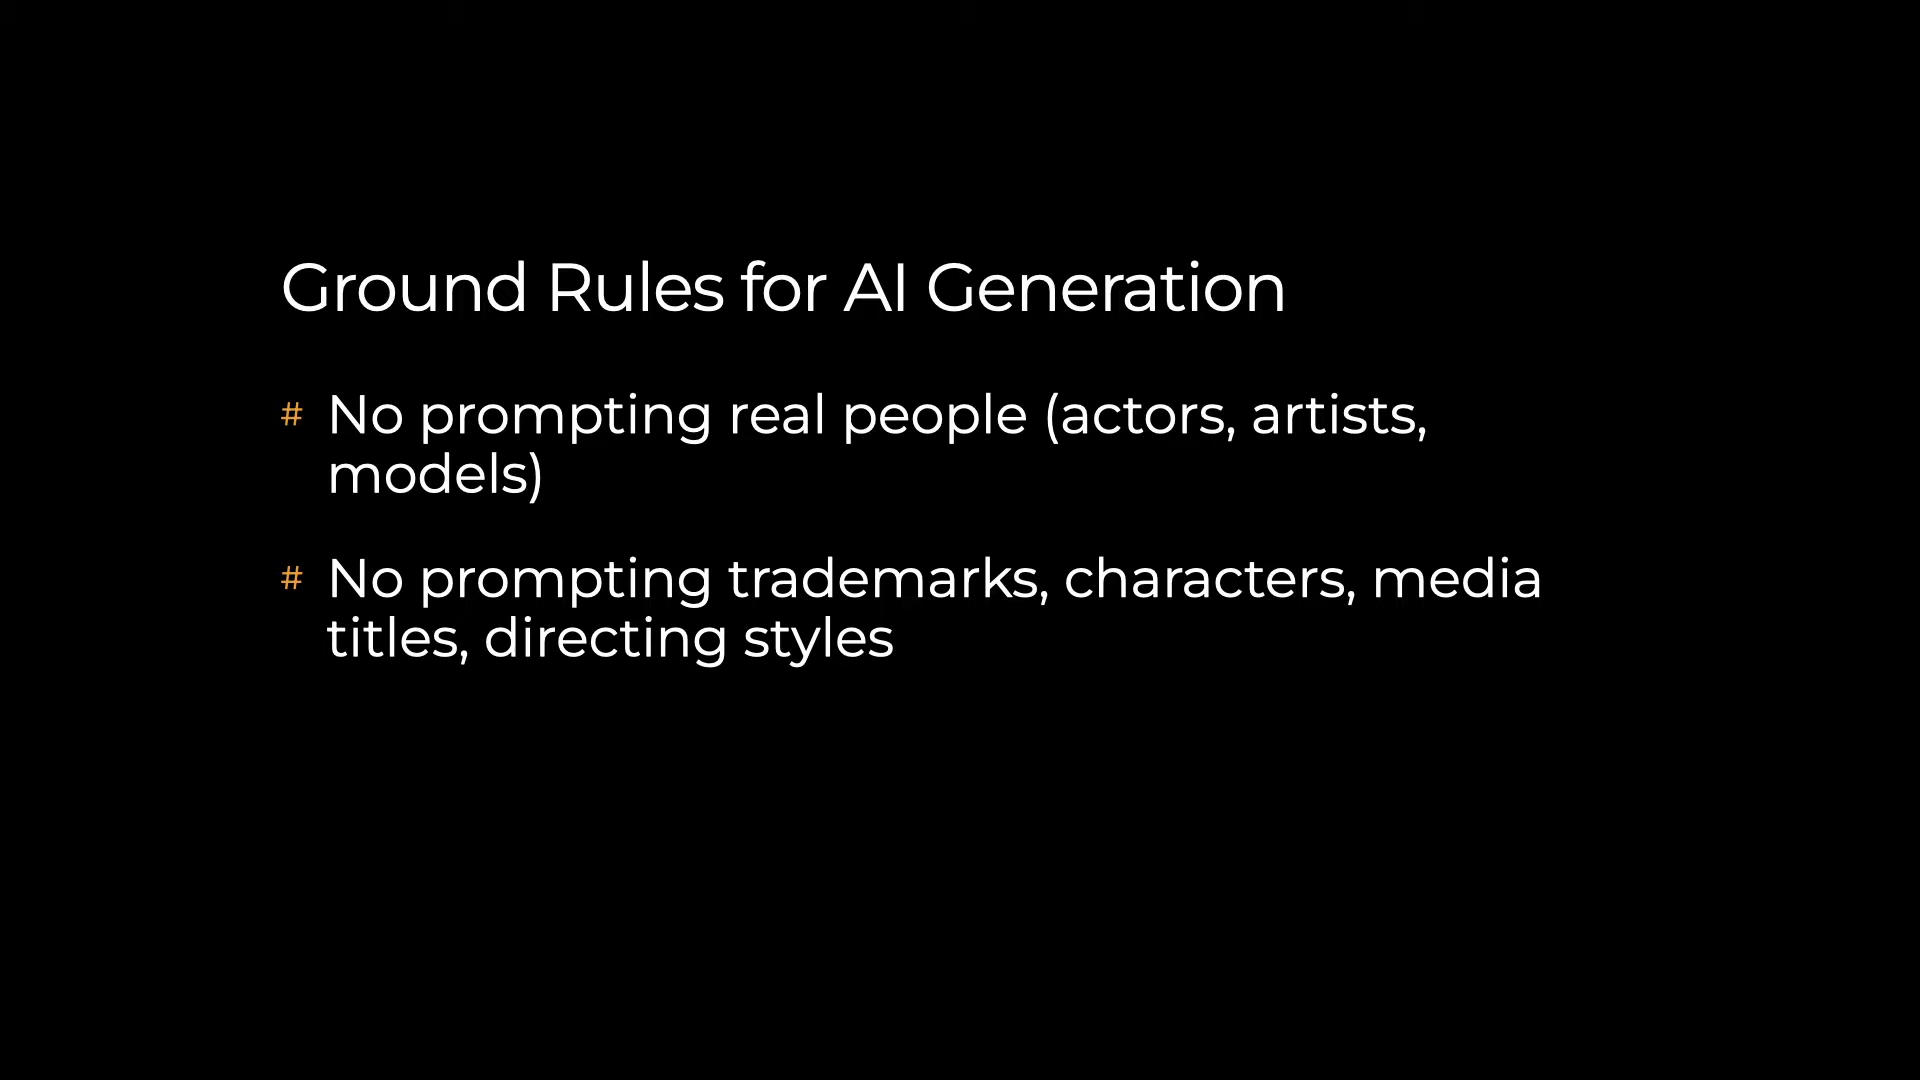 Ground Rules for AI Generation
# No prompting real people (actors, artists,
models)
# No prompting trademarks, characters, media
titles, directing styles